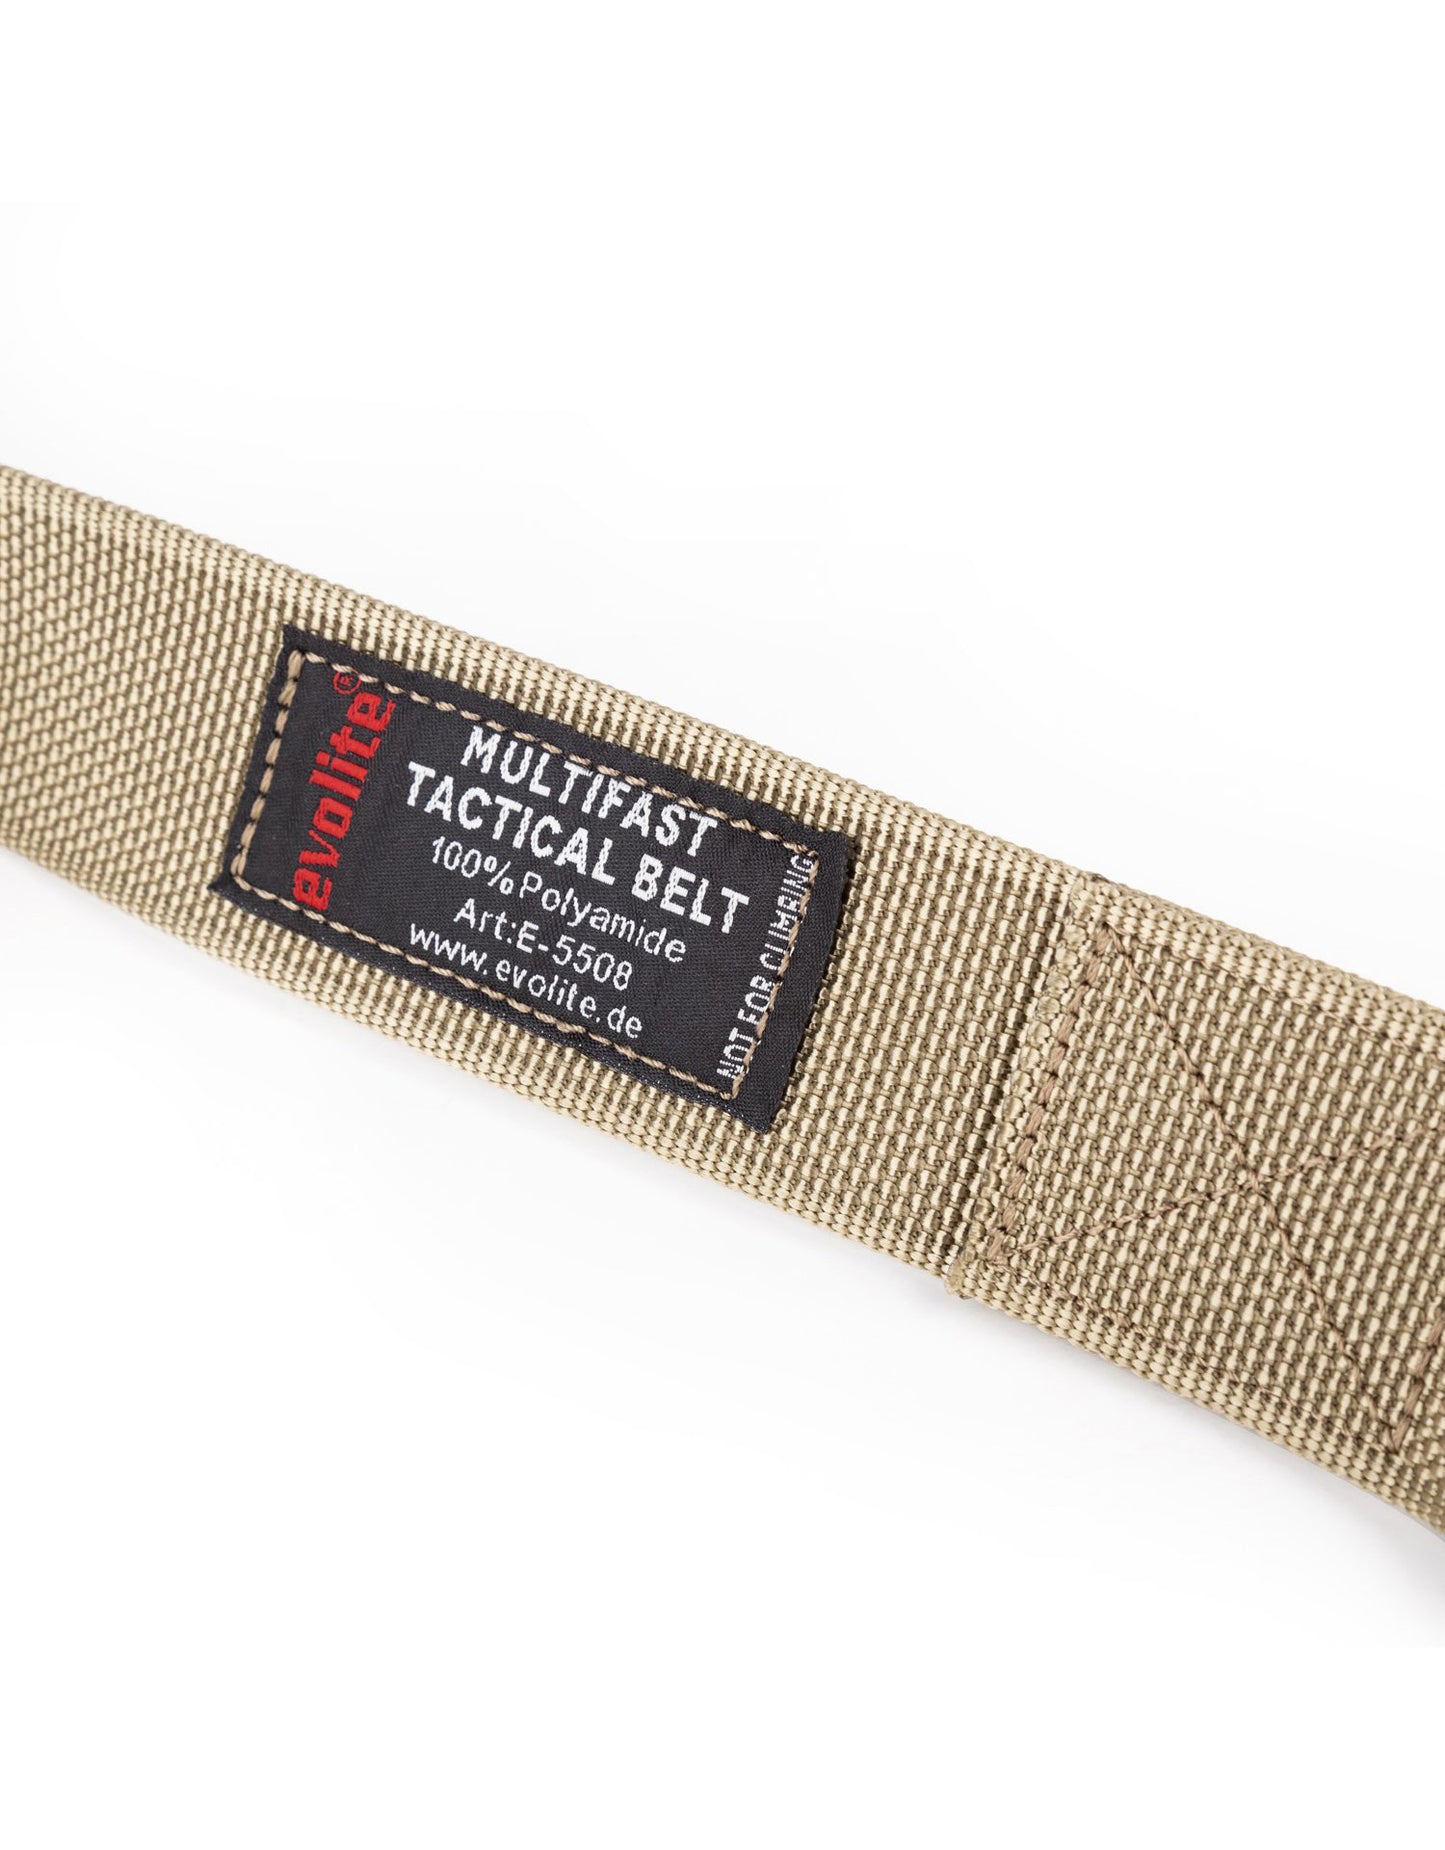 evolite®
MULTIFAST
TACTICAL BELT
100% Polyamide
Art:E-5508
www.evolite.de
NOT FOR CLIMBING